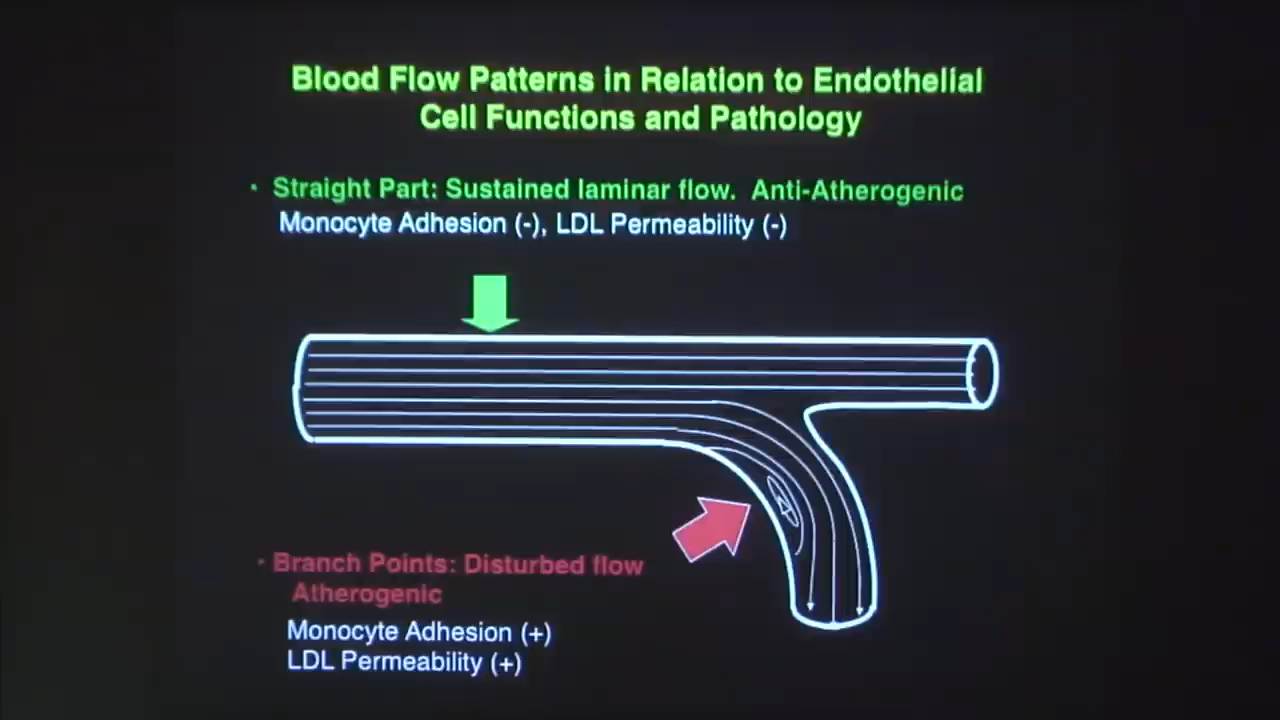 Blood Flow Patterns in Relation to Endothelial
Cell Functions and Pathology
· Straight Part: Sustained laminar flow. Anti-Atherogenic
Monocyte Adhesion (-), LDL Permeability (-)
· Branch Points: Disturbed flow
Atherogenic
Monocyte Adhesion (+)
LDL Permeability (+)